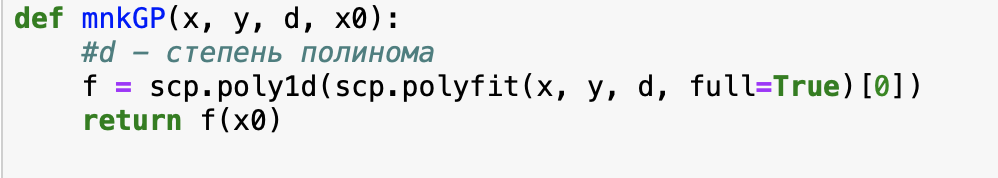 def mnkGP(x, y, d, x0):
    #d – степень полинома
    f = scp.poly1d(scp.polyfit(x, y, d, full=True)[0])
    return f(x0)